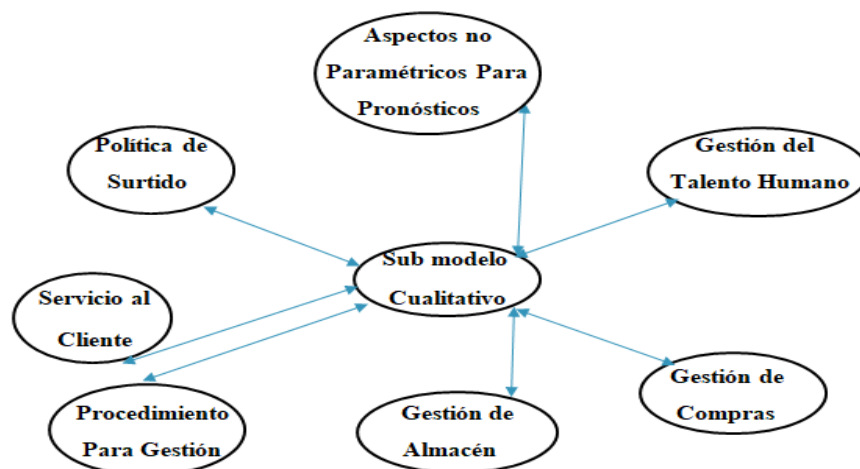 Aspectos no
Paramétricos Para
Pronósticos
Política de
Surtido
Gestión del
Talento Humano
Sub modelo
Cualitativo
Servicio al
Cliente
Gestión de
Compras
Procedimiento
Para Gestión
Gestión de
Almacén